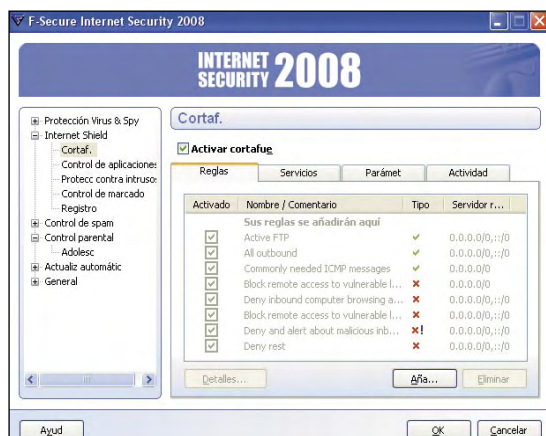 F-Secure Internet Security 2008
INTERNET SECURITY 2008
Protección Virus & Spy
Internet Shield
Cortaf.
Control de aplicaciones
Protecc contra intruso
Control de marcado
Registro
Control de spam
Control parental
Adolesc
Actualiz automátic
General
Cortaf.
Activar cortafue
Reglas Servicios Parámet Actividad
Activado Nombre / Comentario Tipo Servidor r...
Sus reglas se añadirán aquí
Active FTP 0.0.0.0/0,::/0
All outbound 0.0.0.0/0,::/0
Commonly needed ICMP messages 0.0.0.0/0
Block remote access to vulnerable l... 0.0.0.0/0,::/0
Deny inbound computer browsing a... 0.0.0.0/0,::/0
Block remote access to vulnerable l... 0.0.0.0/0,::/0
Deny and alert about malicious inb... ! 0.0.0.0/0,::/0
Deny rest 0.0.0.0/0,::/0
Detalles... Aña... Eliminar
Ayud OK Cancelar